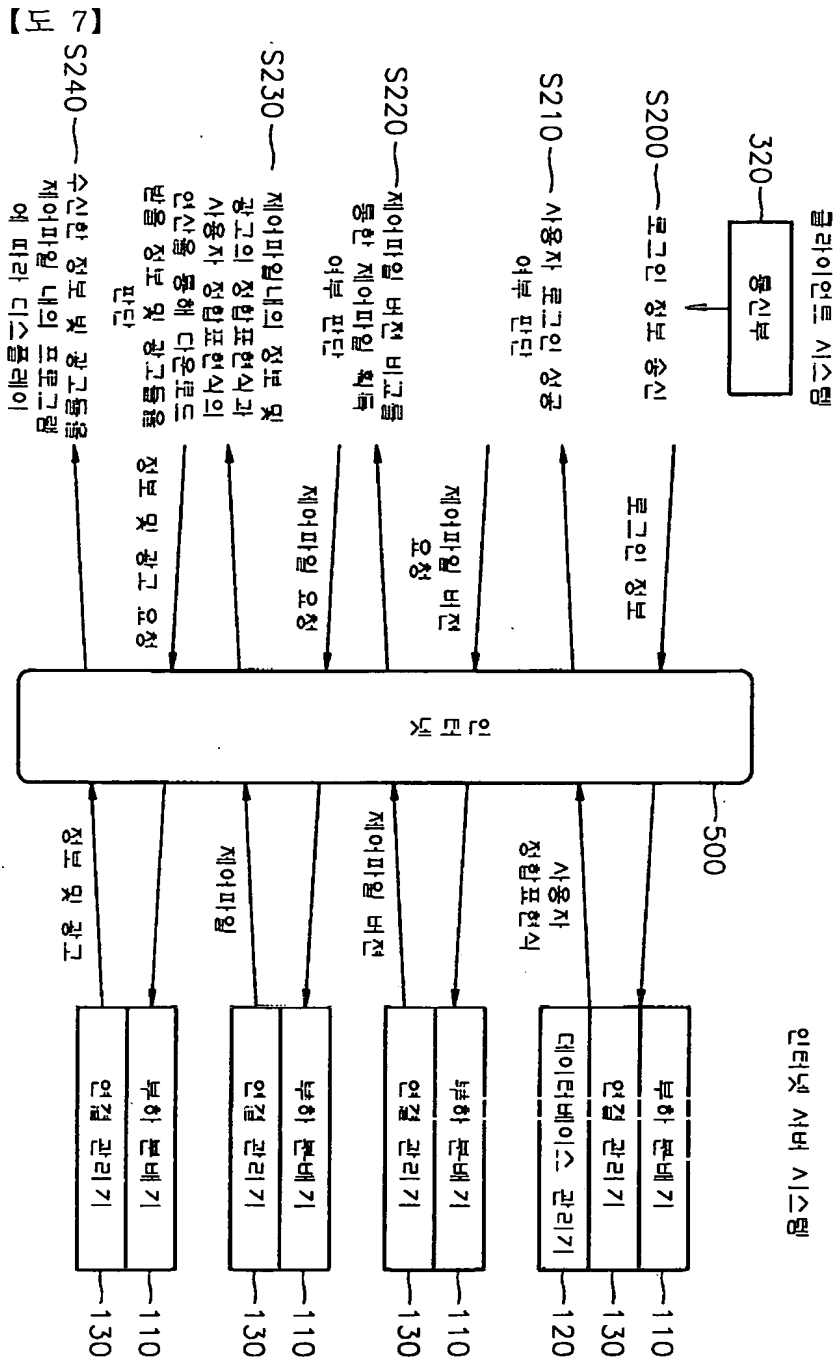 【도 7】
클라이언트 시스템
인터넷 서버 시스템
320
통신부
S200
로그인 정보 송신
로그인 정보
S210
사용자 로그인 성공
여부 판단
제어파일 버젼
요청
S220
제어파일 버젼 비교를
통한 제어파일 획득
여부 판단
제어파일 요청
S230
제어파일내의 정보 및
광고의 정합표현식과
사용자 정합표현식의
연산을 통해 다운로드
받을 정보 및 광고들을
판단
정보 및 광고 요청
S240
수신한 정보 및 광고들을
제어파일 내의 프로그램
에 따라 디스플레이
인터넷
500
사용자
정합표현식
제어파일 버젼
제어파일
정보 및 광고
부하 분배기
110
연결 관리기
130
데이터베이스 관리기
120
부하 분배기
110
연결 관리기
130
부하 분배기
110
연결 관리기
130
부하 분배기
110
연결 관리기
130